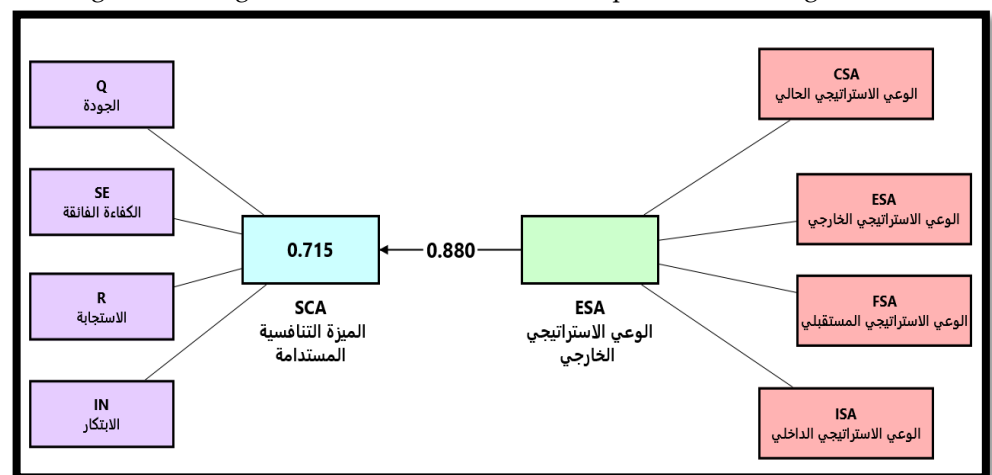 Q
الجودة
SE
الكفاءة الفائقة
R
الاستجابة
IN
الابتكار
0.715
SCA
الميزة التنافسية
المستدامة
0.880
ESA
الوعي الاستراتيجي
الخارجي
CSA
الوعي الاستراتيجي الحالي
ESA
الوعي الاستراتيجي الخارجي
FSA
الوعي الاستراتيجي المستقبلي
ISA
الوعي الاستراتيجي الداخلي